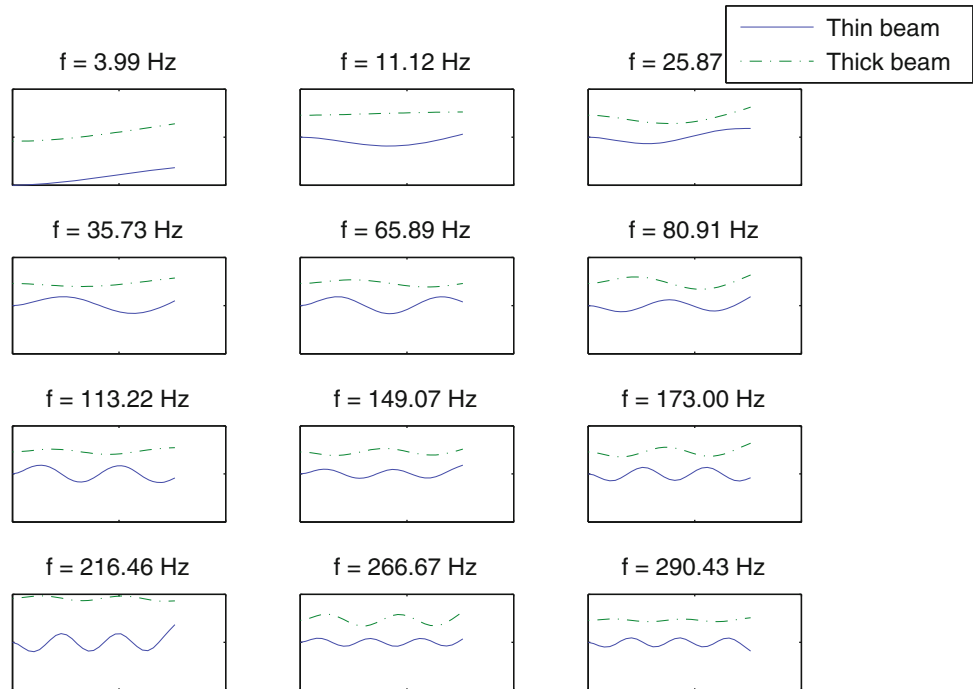 Thin beam
Thick beam
f = 3.99 Hz
f = 11.12 Hz
f = 25.87
f = 35.73 Hz
f = 65.89 Hz
f = 80.91 Hz
f = 113.22 Hz
f = 149.07 Hz
f = 173.00 Hz
f = 216.46 Hz
f = 266.67 Hz
f = 290.43 Hz